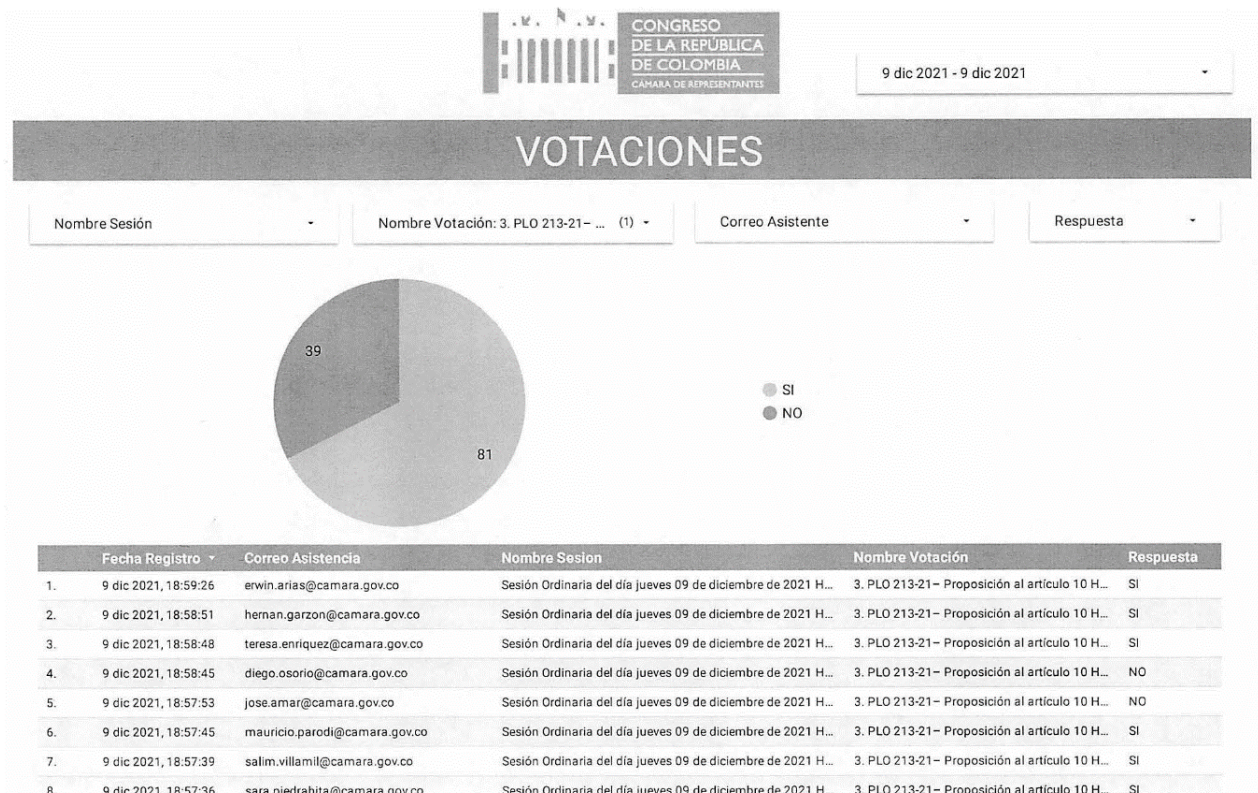 CONGRESO
DE LA REPÚBLICA
DE COLOMBIA
CÁMARA DE REPRESENTANTES
9 dic 2021 - 9 dic 2021
VOTACIONES
Nombre Sesión
Nombre Votación: 3. PLO 213-21– ... (1)
Correo Asistente
Respuesta
39
81
SI
NO
Fecha Registro Correo Asistencia Nombre Sesion Nombre Votación Respuesta
1. 9 dic 2021, 18:59:26 erwin.arias@camara.gov.co Sesión Ordinaria del día jueves 09 de diciembre de 2021 H... 3. PLO 213-21– Proposición al artículo 10 H... SI
2. 9 dic 2021, 18:58:51 hernan.garzon@camara.gov.co Sesión Ordinaria del día jueves 09 de diciembre de 2021 H... 3. PLO 213-21– Proposición al artículo 10 H... SI
3. 9 dic 2021, 18:58:48 teresa.enriquez@camara.gov.co Sesión Ordinaria del día jueves 09 de diciembre de 2021 H... 3. PLO 213-21– Proposición al artículo 10 H... SI
4. 9 dic 2021, 18:58:45 diego.osorio@camara.gov.co Sesión Ordinaria del día jueves 09 de diciembre de 2021 H... 3. PLO 213-21– Proposición al artículo 10 H... NO
5. 9 dic 2021, 18:57:53 jose.amar@camara.gov.co Sesión Ordinaria del día jueves 09 de diciembre de 2021 H... 3. PLO 213-21– Proposición al artículo 10 H... NO
6. 9 dic 2021, 18:57:45 mauricio.parodi@camara.gov.co Sesión Ordinaria del día jueves 09 de diciembre de 2021 H... 3. PLO 213-21– Proposición al artículo 10 H... SI
7. 9 dic 2021, 18:57:39 salim.villamil@camara.gov.co Sesión Ordinaria del día jueves 09 de diciembre de 2021 H... 3. PLO 213-21– Proposición al artículo 10 H... SI
8. 9 dic 2021, 18:57:36 sara.piedrahita@camara.gov.co Sesión Ordinaria del día jueves 09 de diciembre de 2021 H... 3. PLO 213-21– Proposición al artículo 10 H... SI